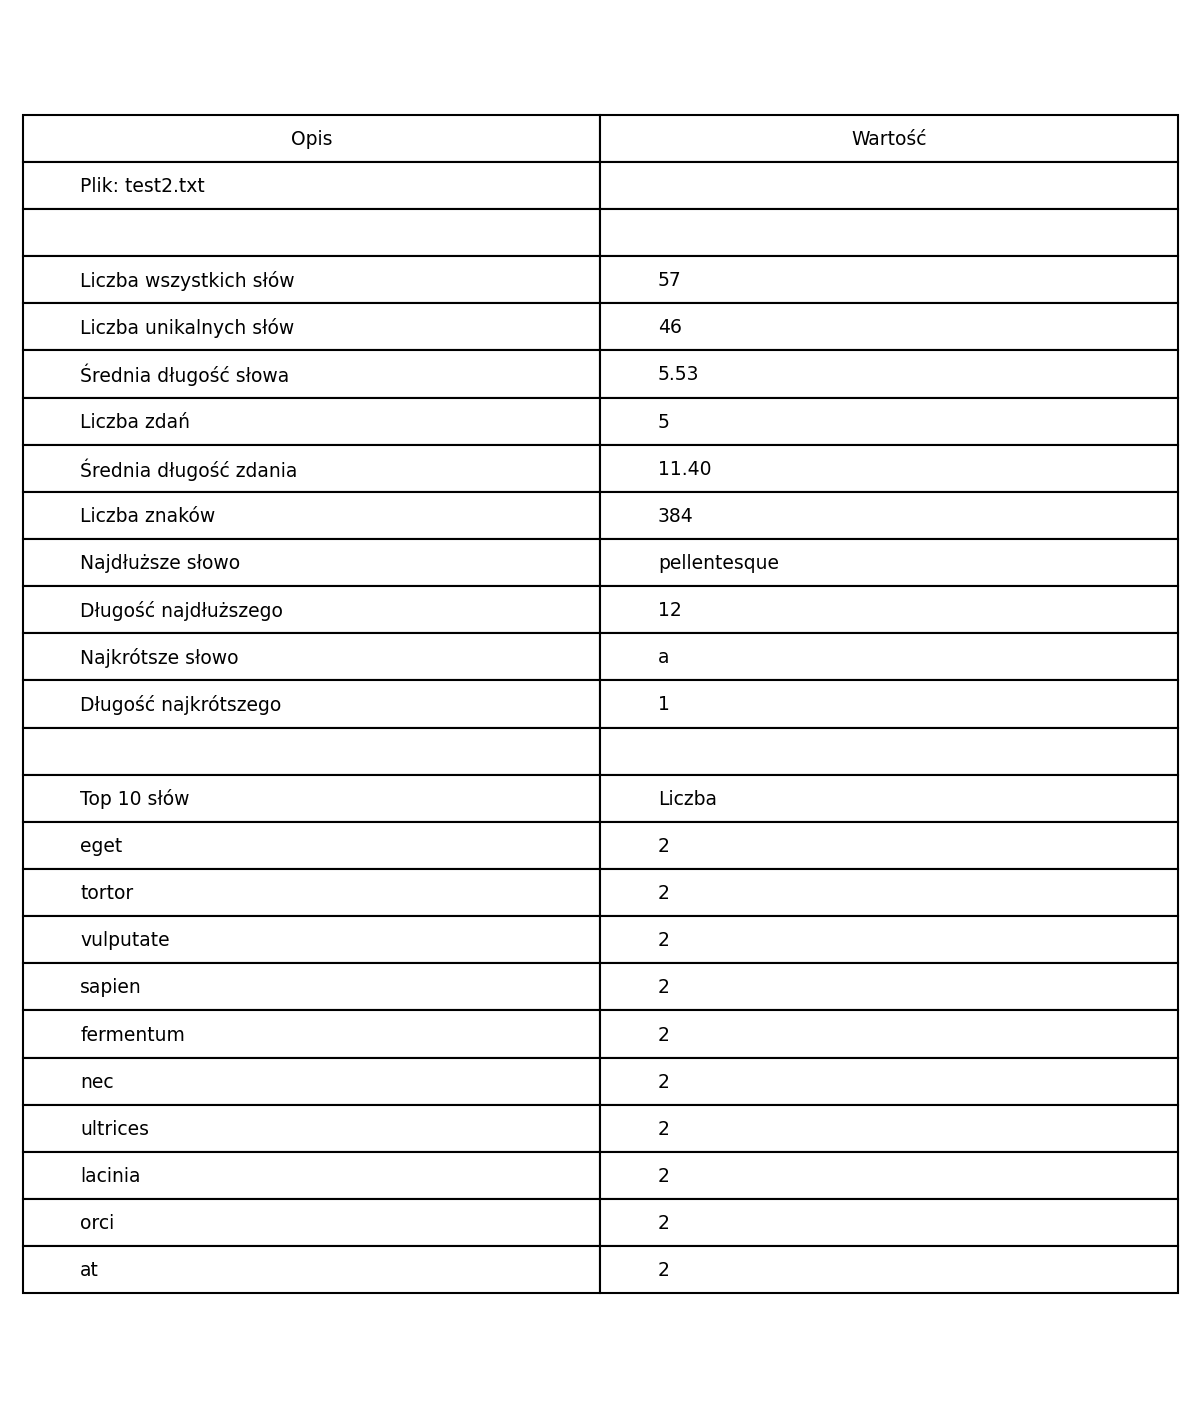 Opis Wartość
Plik: test2.txt
Liczba wszystkich słów 57
Liczba unikalnych słów 46
Średnia długość słowa 5.53
Liczba zdań 5
Średnia długość zdania 11.40
Liczba znaków 384
Najdłuższe słowo pellentesque
Długość najdłuższego 12
Najkrótsze słowo a
Długość najkrótszego 1
Top 10 słów Liczba
eget 2
tortor 2
vulputate 2
sapien 2
fermentum 2
nec 2
ultrices 2
lacinia 2
orci 2
at 2